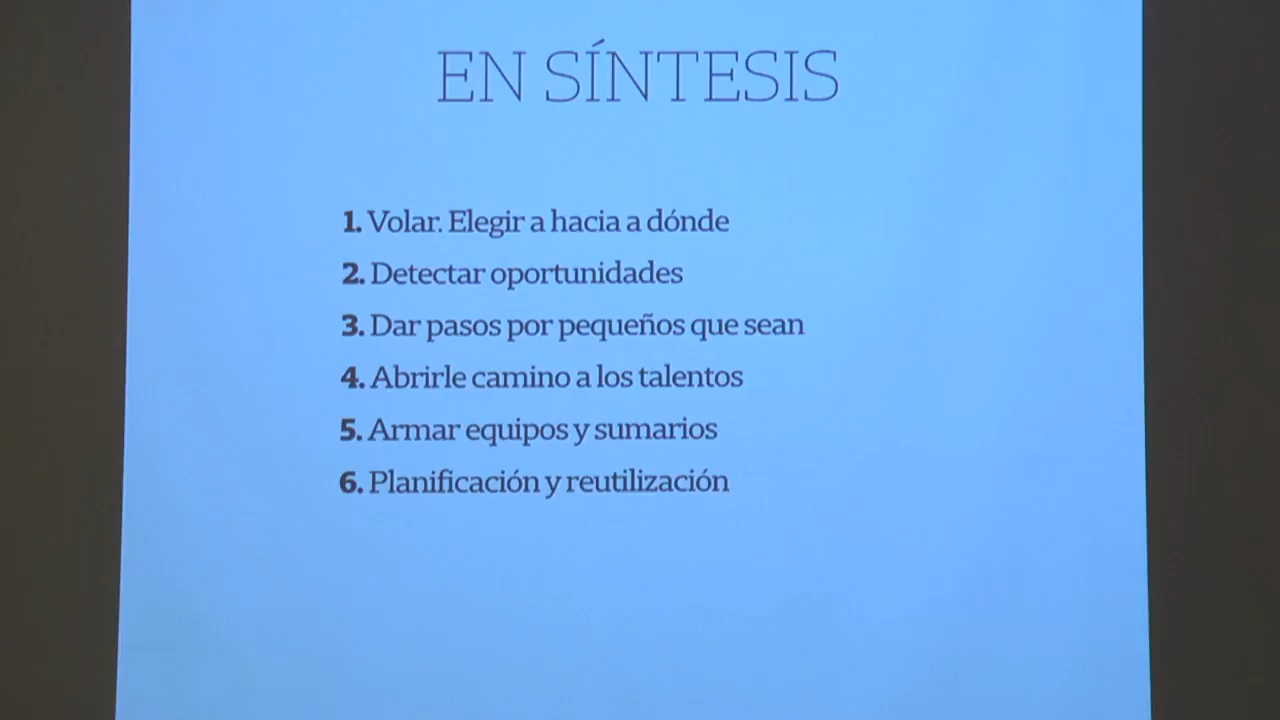 EN SÍNTESIS
1. Volar. Elegir a hacia a dónde
2. Detectar oportunidades
3. Dar pasos por pequeños que sean
4. Abrirle camino a los talentos
5. Armar equipos y sumarios
6. Planificación y reutilización